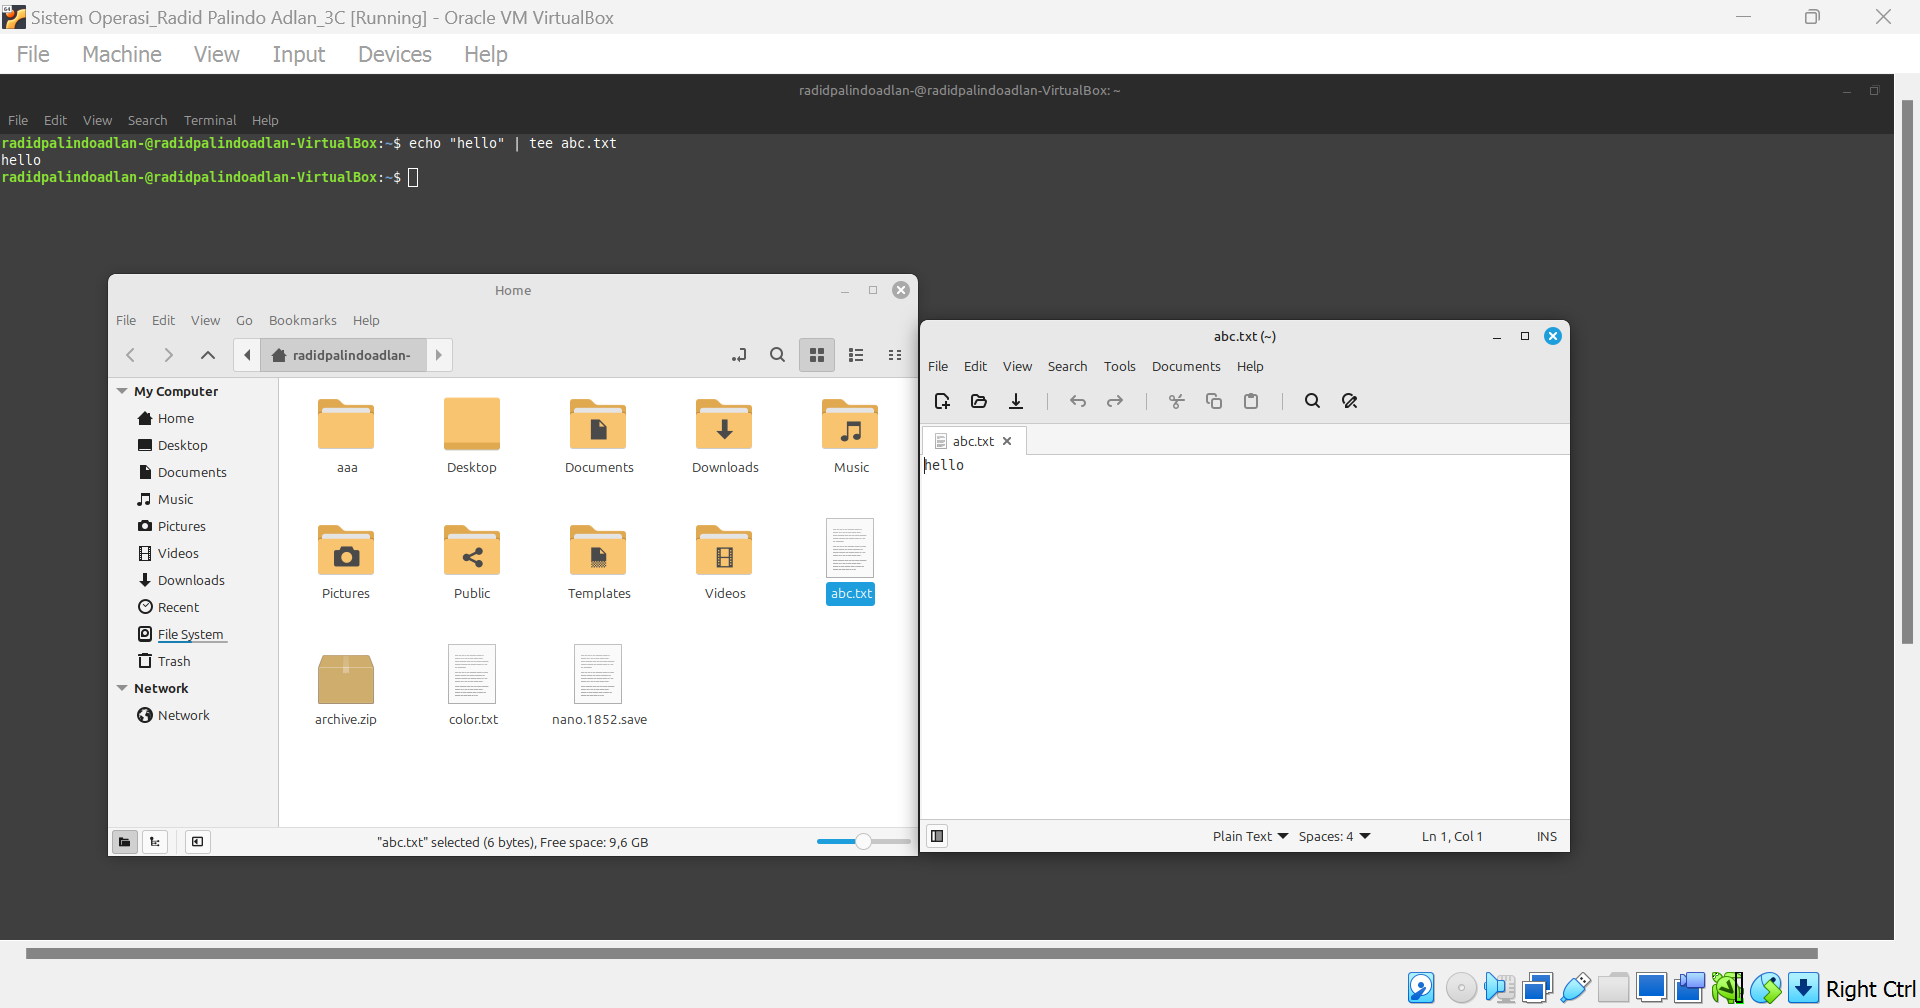 Sistem Operasi_Radid Palindo Adlan_3C [Running] - Oracle VM VirtualBox
File Machine View Input Devices Help
radidpalindoadlan-@radidpalindoadlan-VirtualBox: ~
File Edit View Search Terminal Help
radidpalindoadlan-@radidpalindoadlan-VirtualBox:~$ echo "hello" | tee abc.txt
hello
radidpalindoadlan-@radidpalindoadlan-VirtualBox:~$
Home
File Edit View Go Bookmarks Help
radidpalindoadlan-
My Computer
Home
Desktop
Documents
Music
Pictures
Videos
Downloads
Recent
File System
Trash
Network
Network
aaa Desktop Documents Downloads Music
Pictures Public Templates Videos abc.txt
archive.zip color.txt nano.1852.save
"abc.txt" selected (6 bytes), Free space: 9,6 GB
abc.txt (~)
File Edit View Search Tools Documents Help
abc.txt
hello
Plain Text Spaces: 4 Ln 1, Col 1 INS
Right Ctrl